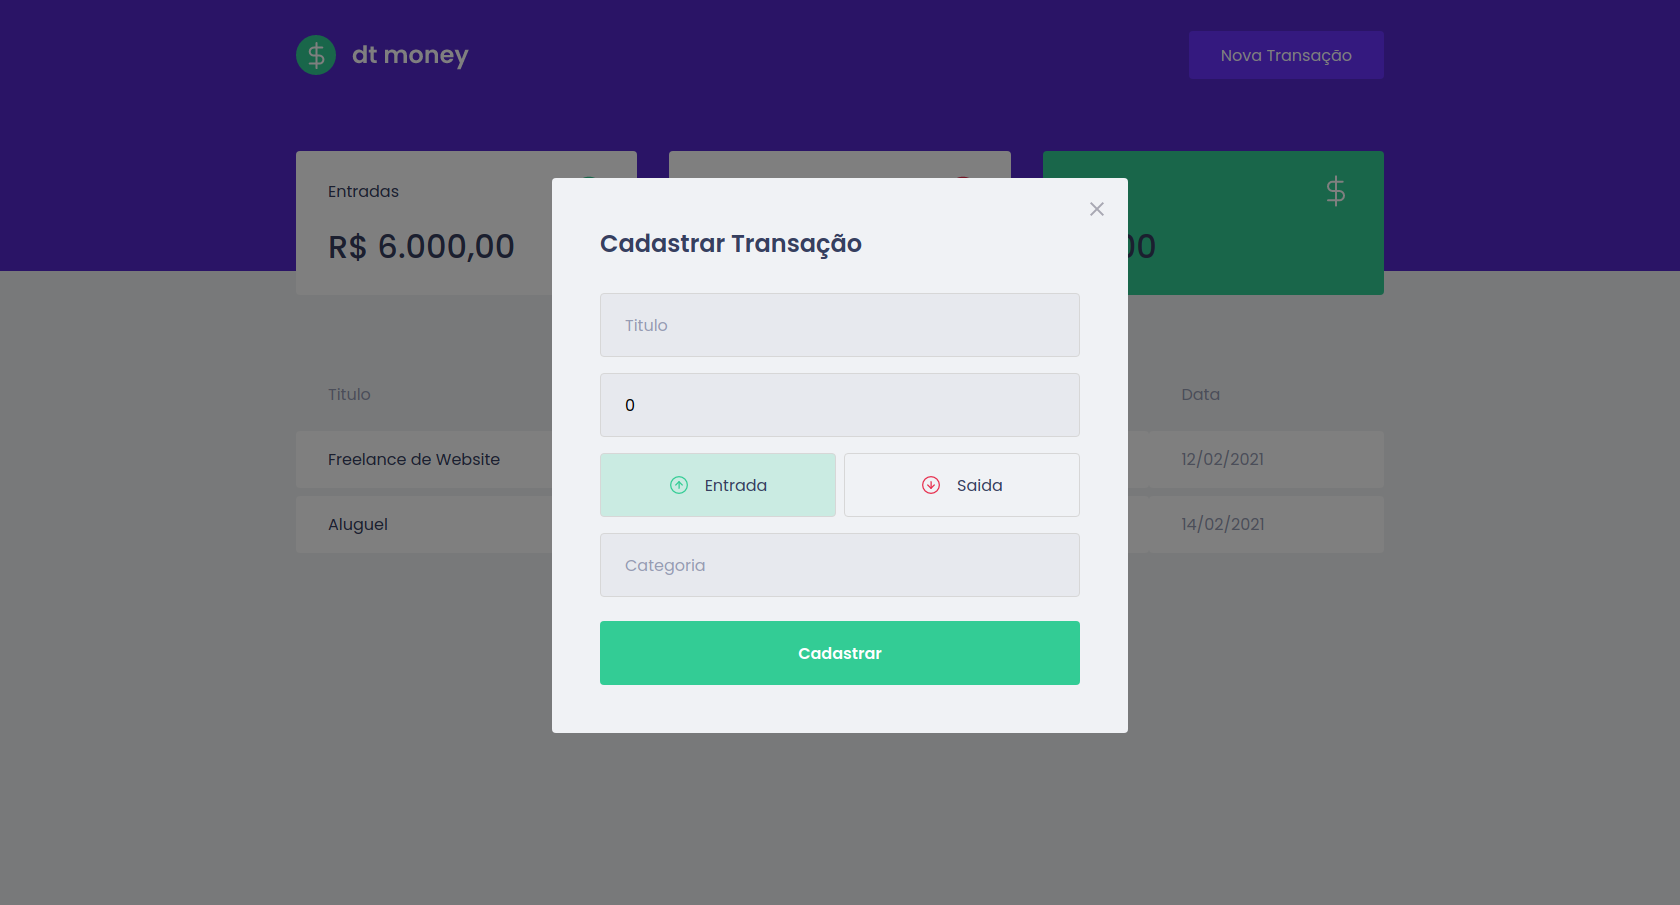 dt money
Nova Transação
Entradas
R$ 6.000,00
Titulo
Data
Freelance de Website
12/02/2021
Aluguel
14/02/2021
Cadastrar Transação
Titulo
0
Entrada
Saida
Categoria
Cadastrar